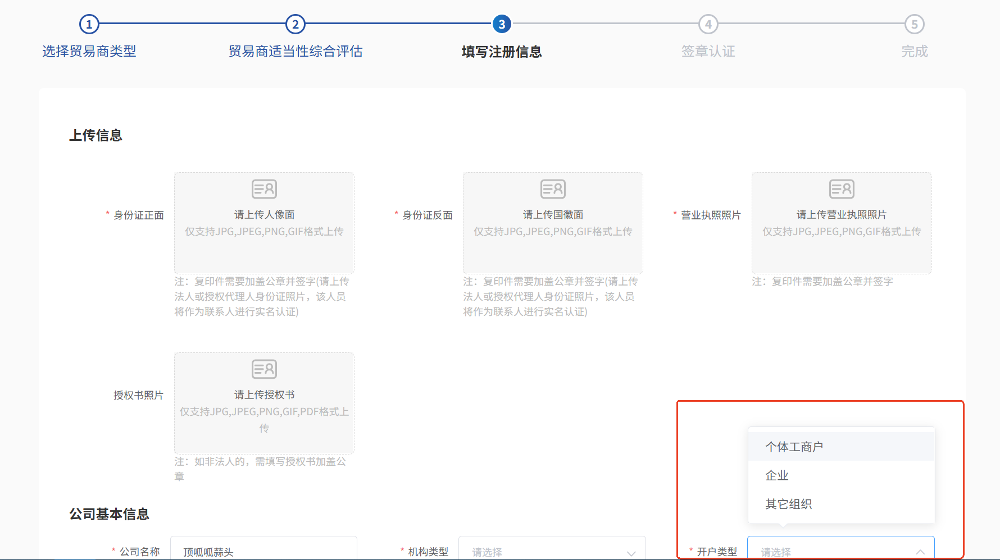 1
2
3
4
5
选择贸易商类型
贸易商适当性综合评估
填写注册信息
签章认证
完成
上传信息
* 身份证正面
请上传人像面
仅支持JPG,JPEG,PNG,GIF格式上传
注：复印件需要加盖公章并签字(请上传
法人或授权代理人身份证照片，该人员
将作为联系人进行实名认证)
* 身份证反面
请上传国徽面
仅支持JPG,JPEG,PNG,GIF格式上传
注：复印件需要加盖公章并签字(请上传
法人或授权代理人身份证照片，该人员
将作为联系人进行实名认证)
* 营业执照照片
请上传营业执照照片
仅支持JPG,JPEG,PNG,GIF格式上传
注：复印件需要加盖公章并签字
授权书照片
请上传授权书
仅支持JPG,JPEG,PNG,GIF,PDF格式上
传
注：如非法人的，需填写授权书加盖公
章
个体工商户
企业
其它组织
公司基本信息
* 公司名称
顶呱呱蒜头
* 机构类型
请选择
* 开户类型
请选择